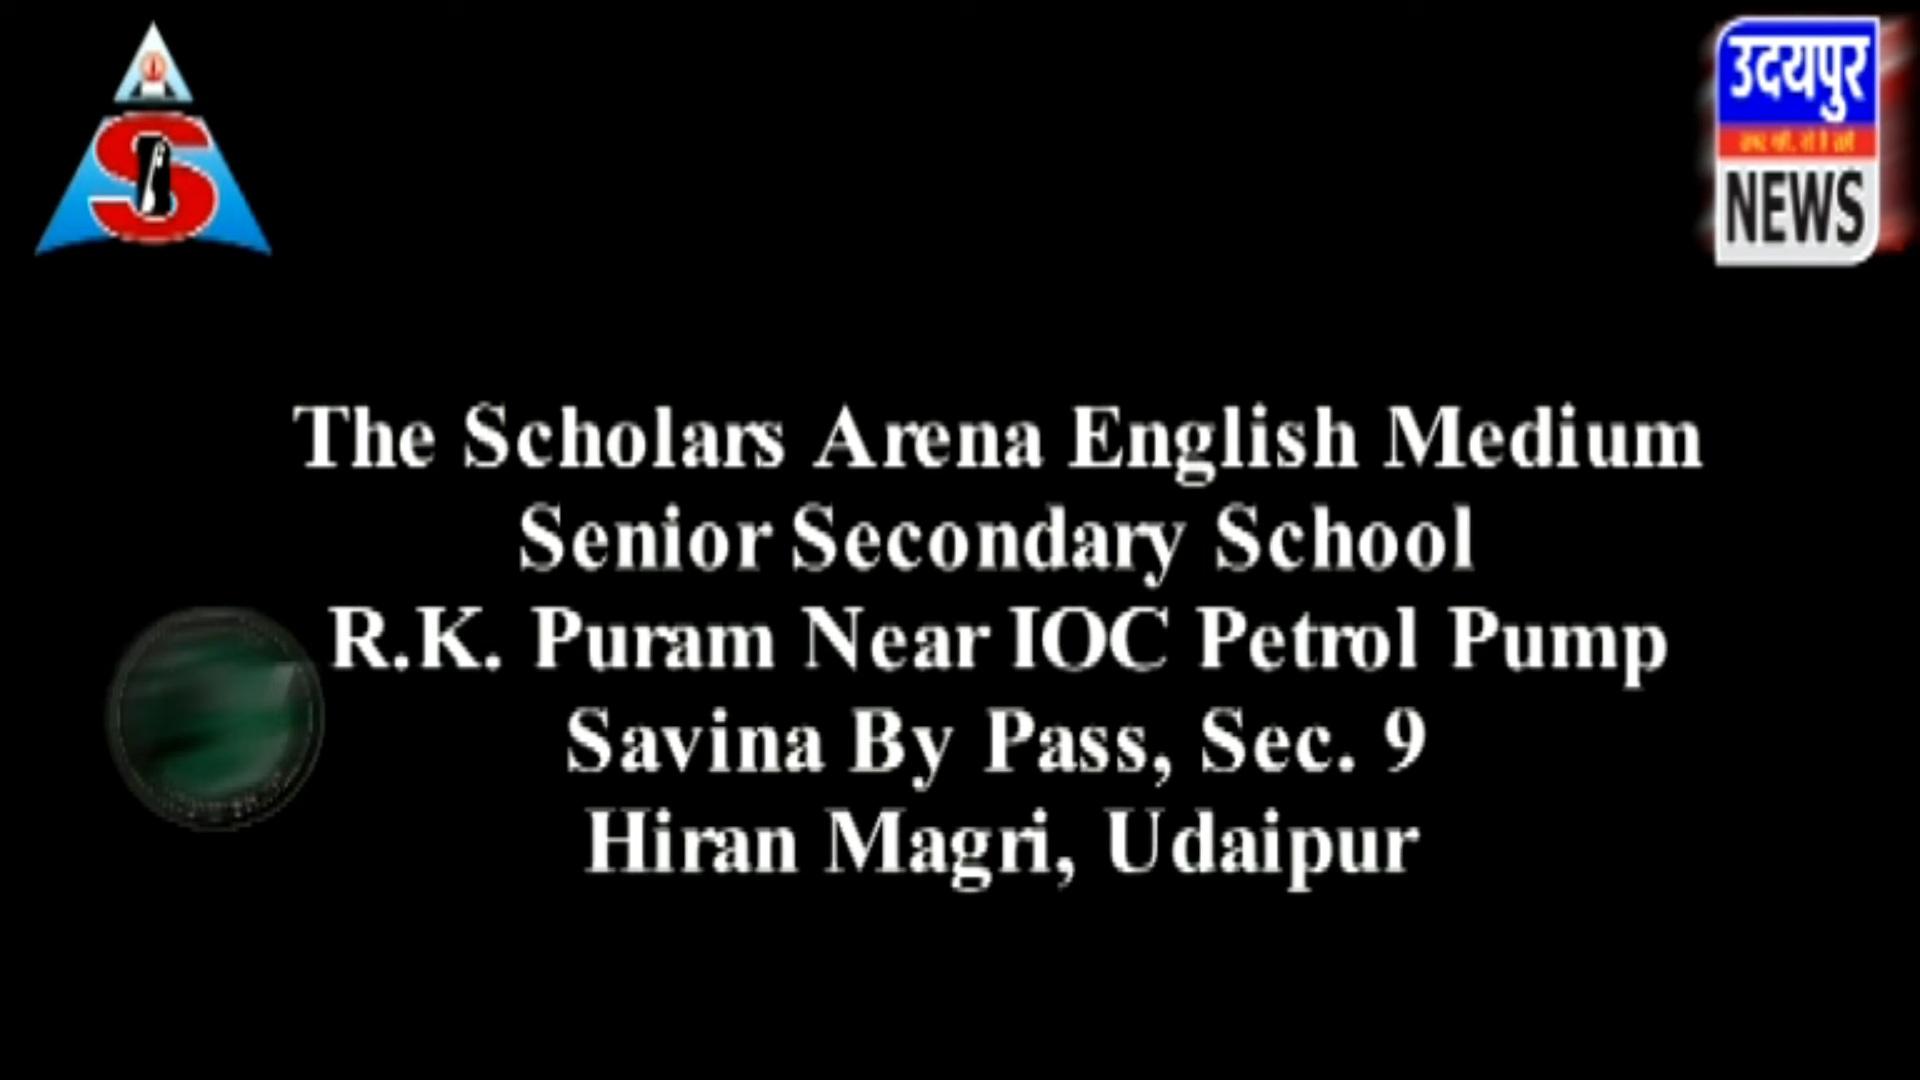 S
उदयपुर
NEWS
The Scholars Arena English Medium
Senior Secondary School
R.K. Puram Near IOC Petrol Pump
Savina By Pass, Sec. 9
Hiran Magri, Udaipur